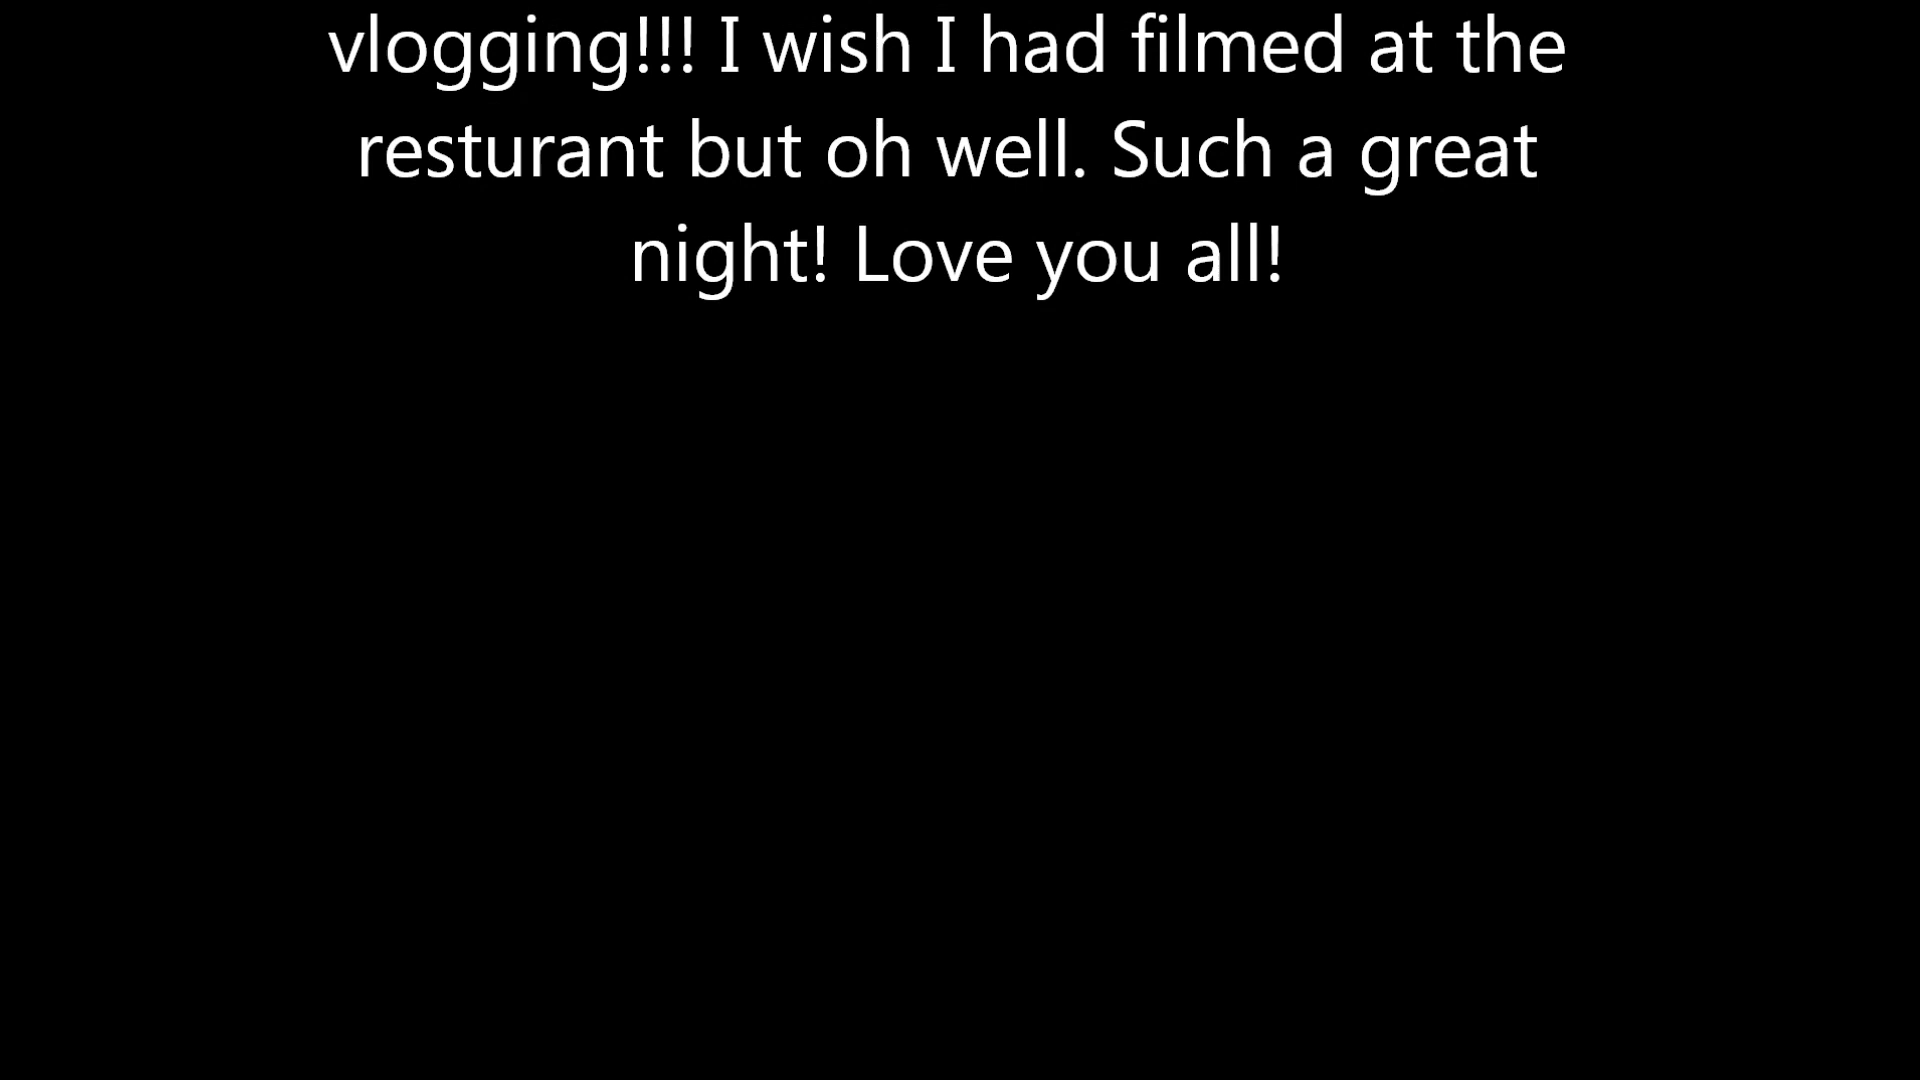 vlogging!!! I wish I had filmed at the
resturant but oh well. Such a great
night! Love you all!